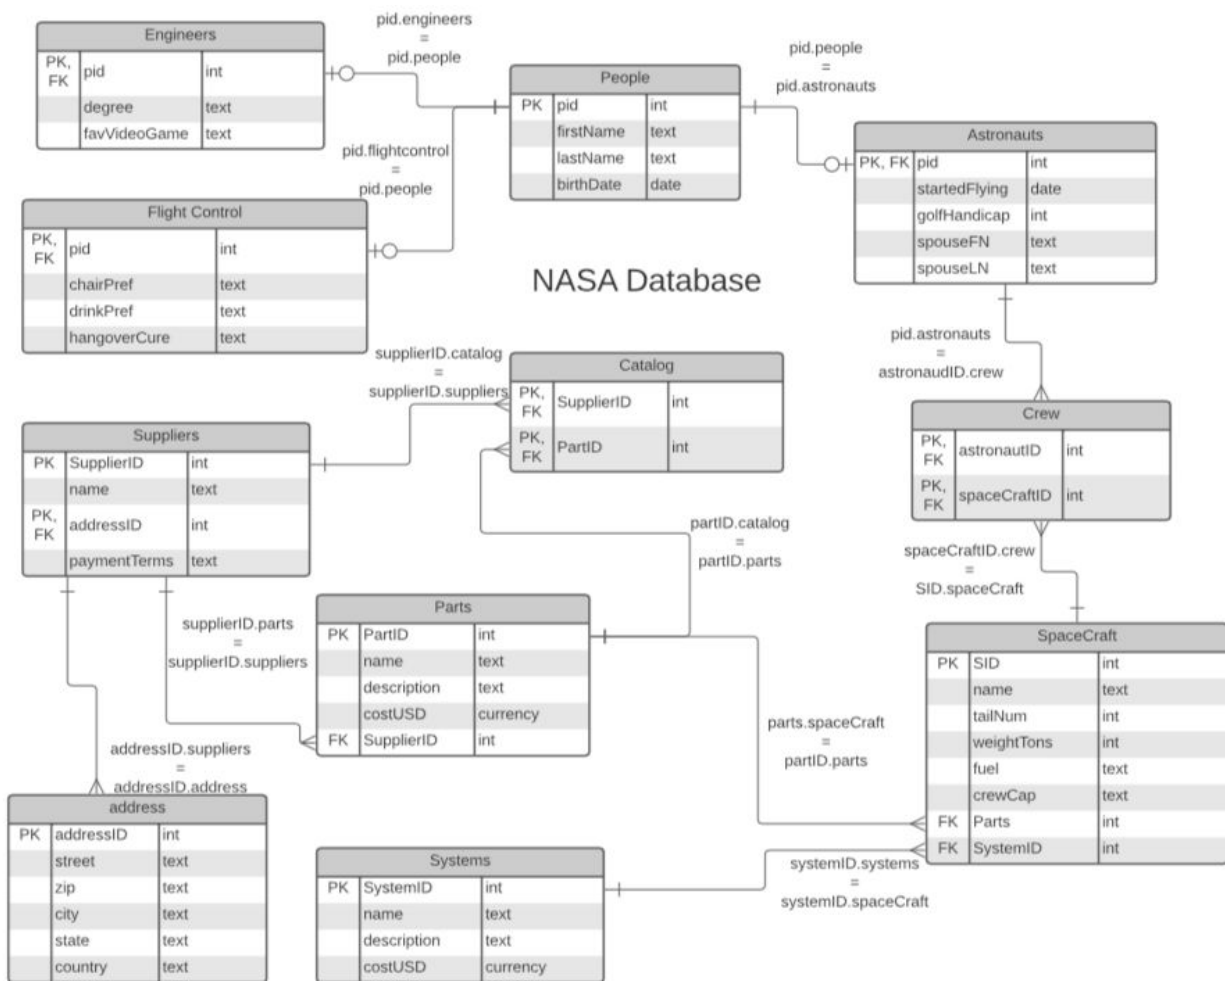 Engineers
PK, FK pid int
degree text
favVideoGame text
pid.engineers
=
pid.people
People
PK pid int
firstName text
lastName text
birthDate date
pid.people
=
pid.astronauts
Astronauts
PK, FK pid int
startedFlying date
golfHandicap int
spouseFN text
spouseLN text
pid.flightcontrol
=
pid.people
Flight Control
PK, FK pid int
chairPref text
drinkPref text
hangoverCure text
NASA Database
pid.astronauts
=
astronaudID.crew
supplierID.catalog
=
supplierID.suppliers
Catalog
PK, FK SupplierID int
PK, FK PartID int
Crew
PK, FK astronautID int
PK, FK spaceCraftID int
Suppliers
PK SupplierID int
name text
PK, FK addressID int
paymentTerms text
partID.catalog
=
partID.parts
spaceCraftID.crew
=
SID.spaceCraft
supplierID.parts
=
supplierID.suppliers
Parts
PK PartID int
name text
description text
costUSD currency
FK SupplierID int
SpaceCraft
PK SID int
name text
tailNum int
weightTons int
fuel text
crewCap text
FK Parts int
FK SystemID int
parts.spaceCraft
=
partID.parts
addressID.suppliers
=
addressID.address
address
PK addressID int
street text
zip text
city text
state text
country text
Systems
PK SystemID int
name text
description text
costUSD currency
systemID.systems
=
systemID.spaceCraft